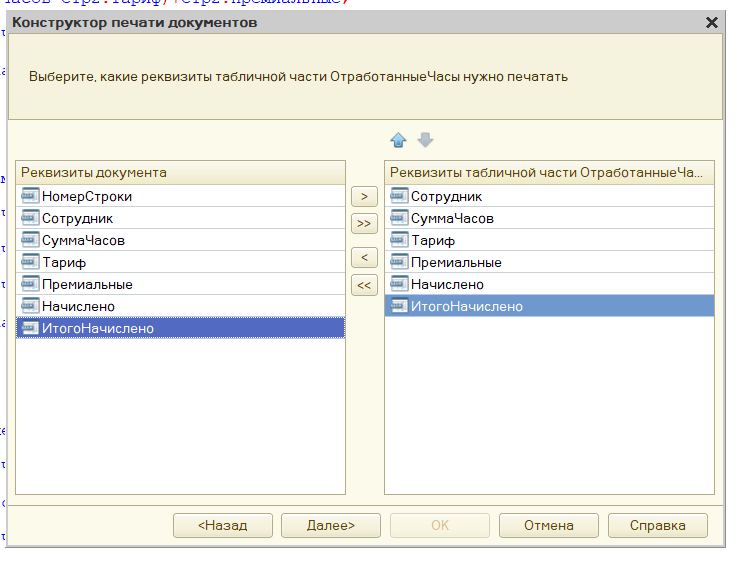 Конструктор печати документов
Выберите, какие реквизиты табличной части ОтработанныеЧасы нужно печатать
Реквизиты документа
НомерСтроки
Сотрудник
СуммаЧасов
Тариф
Премиальные
Начислено
ИтогоНачислено
>
>>
<
<<
Реквизиты табличной части ОтработанныеЧа...
Сотрудник
СуммаЧасов
Тариф
Премиальные
Начислено
ИтогоНачислено
<Назад
Далее>
OK
Отмена
Справка